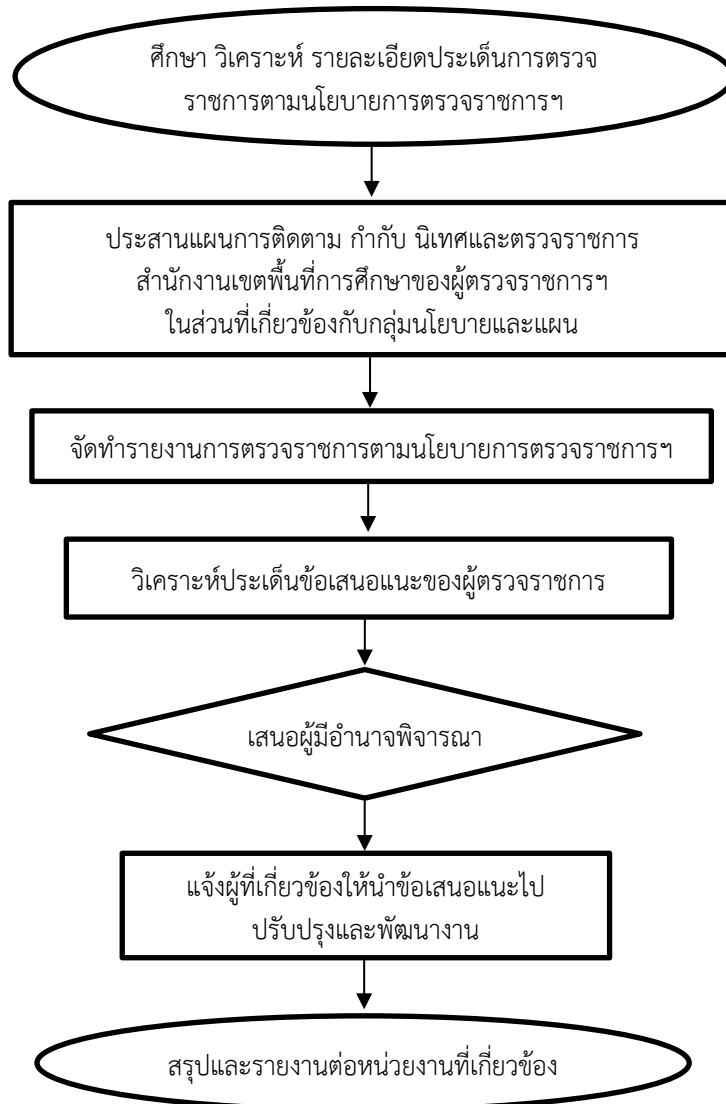 ศึกษา วิเคราะห์ รายละเอียดประเด็นการตรวจ
ราชการตามนโยบายการตรวจราชการฯ
ประสานแผนการติดตาม กำกับ นิเทศและตรวจราชการ
สำนักงานเขตพื้นที่การศึกษาของผู้ตรวจราชการฯ
ในส่วนที่เกี่ยวข้องกับกลุ่มนโยบายและแผน
จัดทำรายงานการตรวจราชการตามนโยบายการตรวจราชการฯ
วิเคราะห์ประเด็นข้อเสนอแนะของผู้ตรวจราชการ
เสนอผู้มีอำนาจพิจารณา
แจ้งผู้ที่เกี่ยวข้องให้นำข้อเสนอแนะไป
ปรับปรุงและพัฒนางาน
สรุปและรายงานต่อหน่วยงานที่เกี่ยวข้อง